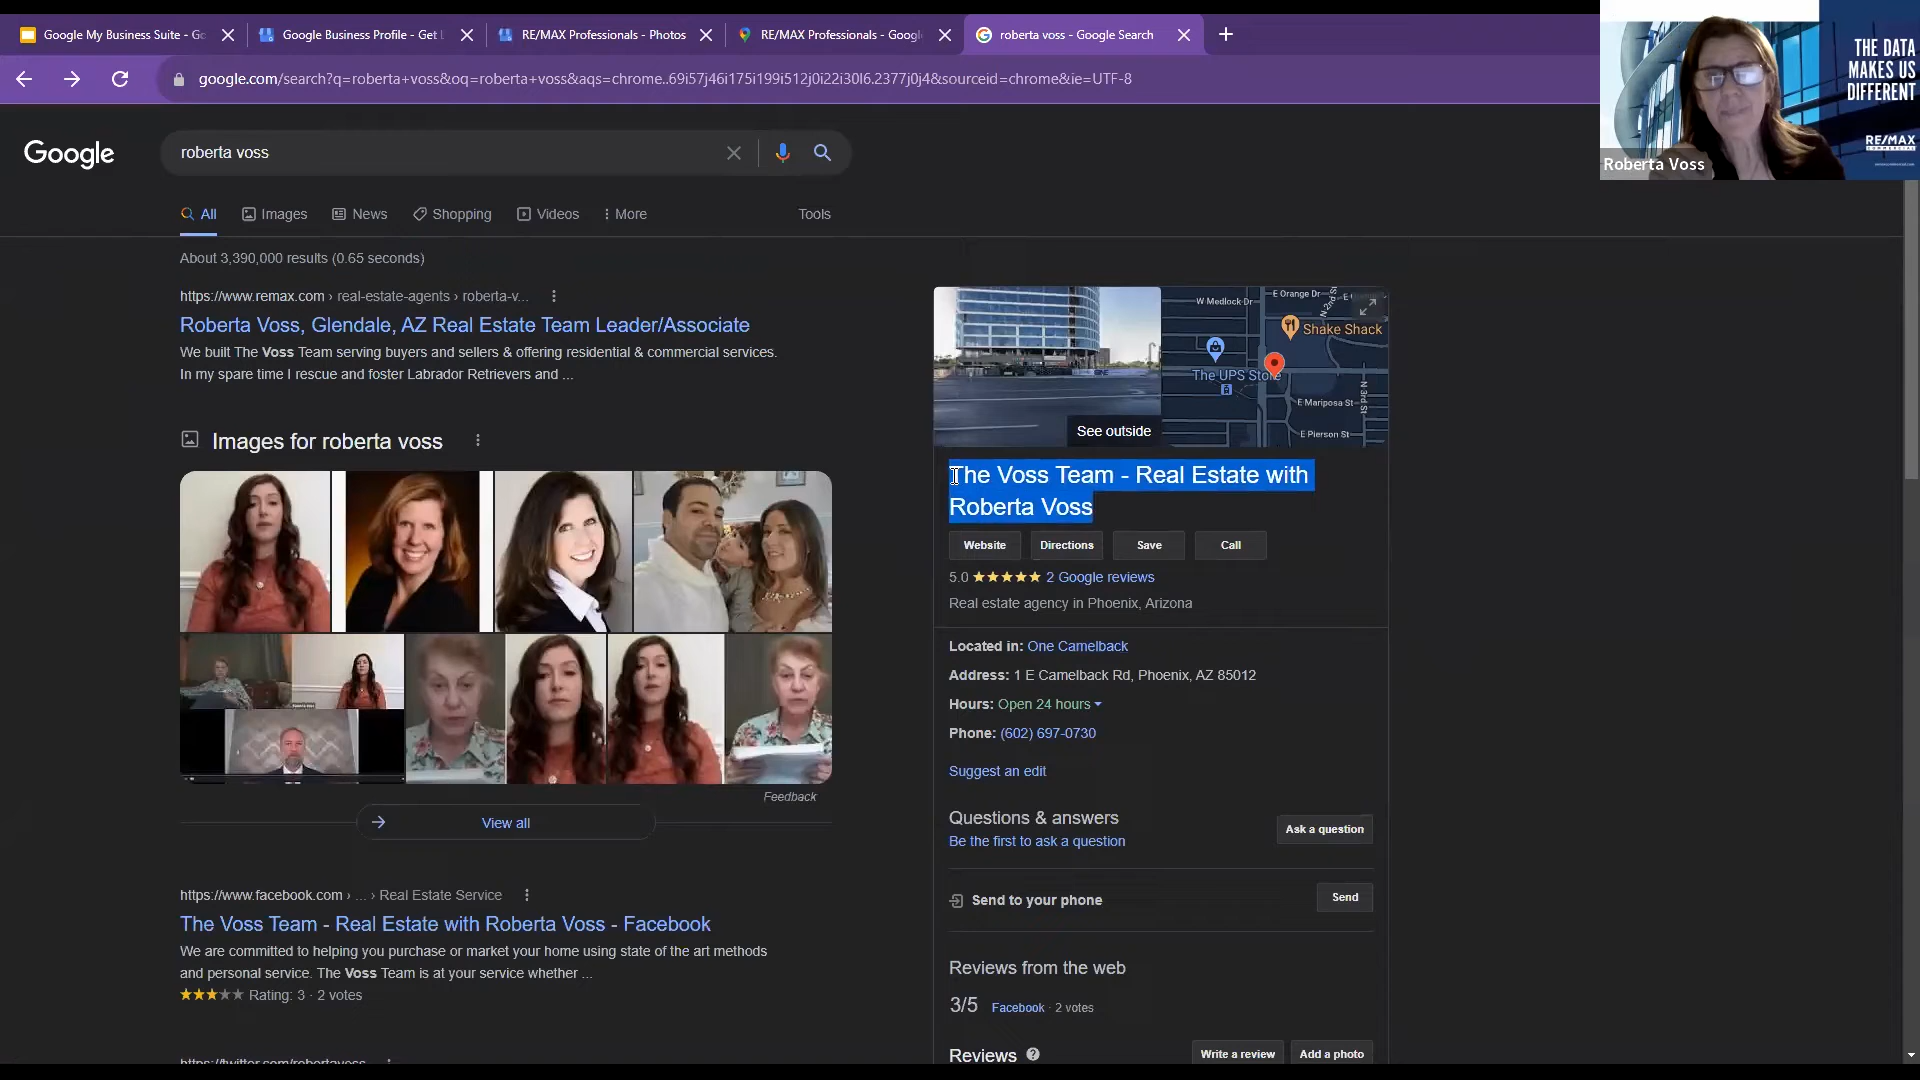 Google My Business Suite - Go
Google Business Profile - Get L
RE/MAX Professionals - Photos
RE/MAX Professionals - Google
roberta voss - Google Search
google.com/search?q=roberta+voss&oq=roberta+voss&aqs=chrome..69i57j46i175i199i512j0i22i30l6.2377j0j4&sourceid=chrome&ie=UTF-8
THE DATA
MAKES US
DIFFERENT
RE/MAX
COMMERCIAL
Roberta Voss
Google
roberta voss
All
Images
News
Shopping
Videos
More
Tools
About 3,390,000 results (0.65 seconds)
https://www.remax.com › real-estate-agents › roberta-v...
Roberta Voss, Glendale, AZ Real Estate Team Leader/Associate
We built The Voss Team serving buyers and sellers & offering residential & commercial services.
In my spare time I rescue and foster Labrador Retrievers and ...
Images for roberta voss
Feedback
View all
https://www.facebook.com › ... › Real Estate Service
The Voss Team - Real Estate with Roberta Voss - Facebook
We are committed to helping you purchase or market your home using state of the art methods
and personal service. The Voss Team is at your service whether ...
Rating: 3 · 2 votes
https://twitter.com/robertavoss
See outside
W Medlock Dr
E Orange Dr
N 2nd St
Shake Shack
The UPS Store
E Mariposa St
N 3rd St
E Pierson St
The Voss Team - Real Estate with
Roberta Voss
Website
Directions
Save
Call
5.0 ★★★★★ 2 Google reviews
Real estate agency in Phoenix, Arizona
Located in: One Camelback
Address: 1 E Camelback Rd, Phoenix, AZ 85012
Hours: Open 24 hours
Phone: (602) 697-0730
Suggest an edit
Questions & answers
Be the first to ask a question
Ask a question
Send to your phone
Send
Reviews from the web
3/5 Facebook · 2 votes
Reviews
Write a review
Add a photo